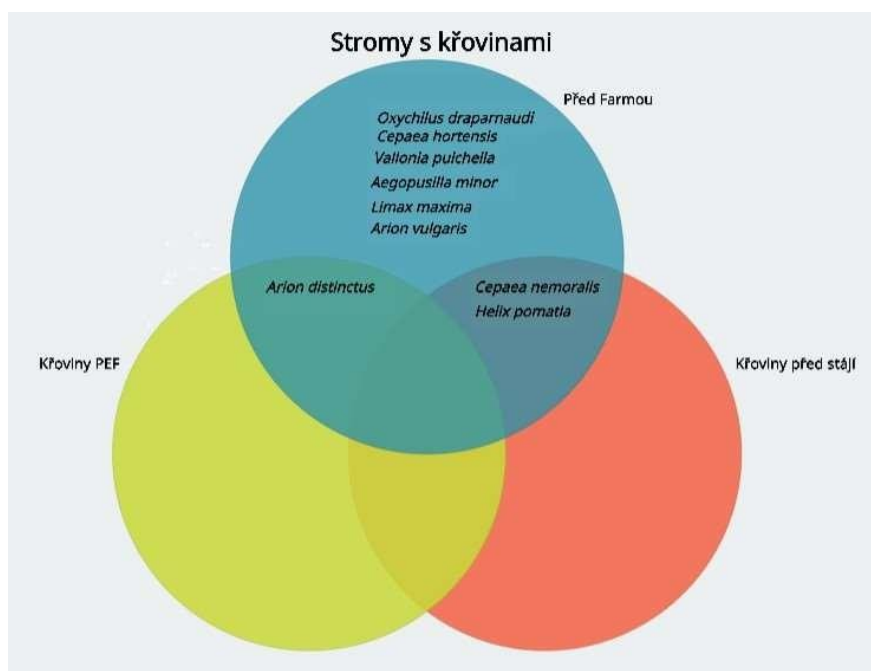 Stromy s křovinami
Před Farmou
Oxychilus draparnaudi
Cepaea hortensis
Vallonia pulchella
Aegopusilla minor
Limax maxima
Arion vulgaris
Arion distinctus
Cepaea nemoralis
Helix pomatia
Křoviny PEF
Křoviny před stájí